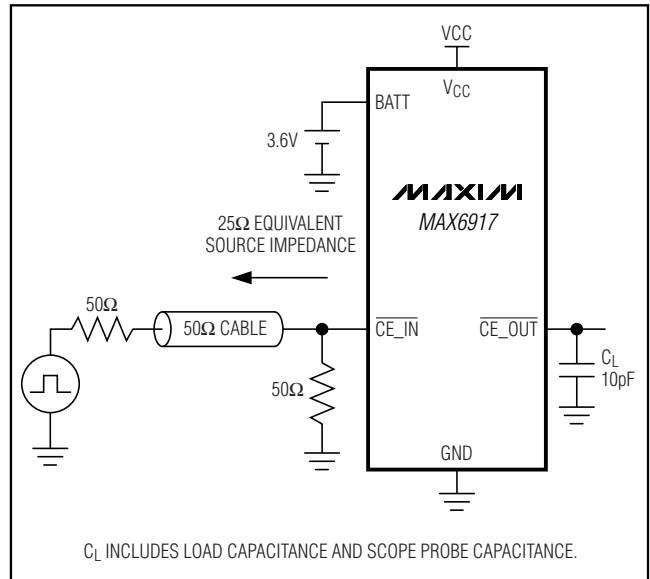 VCC
BATT
VCC
3.6V
MAXIM
MAX6917
25Ω EQUIVALENT
SOURCE IMPEDANCE
50Ω
50Ω CABLE
CE_IN
CE_OUT
CL
10pF
50Ω
GND
CL INCLUDES LOAD CAPACITANCE AND SCOPE PROBE CAPACITANCE.